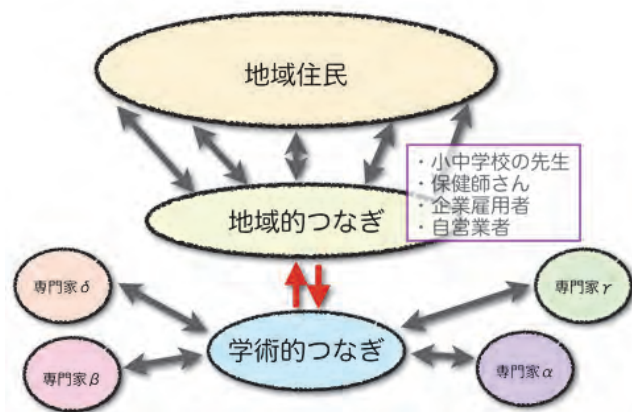 地域住民
・小中学校の先生
・保健師さん
・企業雇用者
・自営業者
地域的つなぎ
専門家δ
専門家γ
学術的つなぎ
専門家β
専門家α